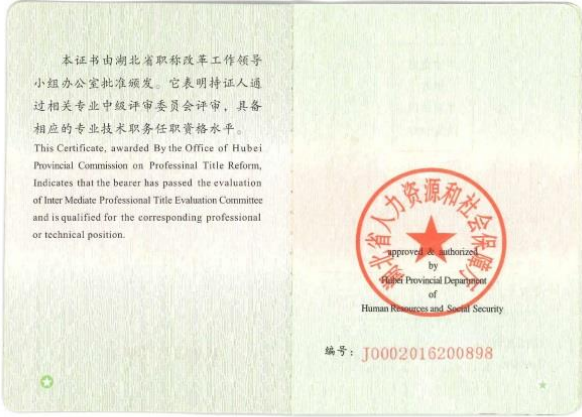 本证书由湖北省职称改革工作领导
小组办公室批准颁发。它表明持证人通
过相关专业中级评审委员会评审，具备
相应的专业技术职务任职资格水平。
This Certificate, awarded By the Office of Hubei
Provincial Commission on Professinal Title Reform,
Indicates that the bearer has passed the evaluation
of Inter Mediate Professional Title Evaluation Committee
and is qualified for the corresponding professional
or technical position.
湖北省人力资源和社会保障厅
approved & authorized
by
Hubei Provincial Department
of
Human Resources and Social Security
编号：J0002016200898